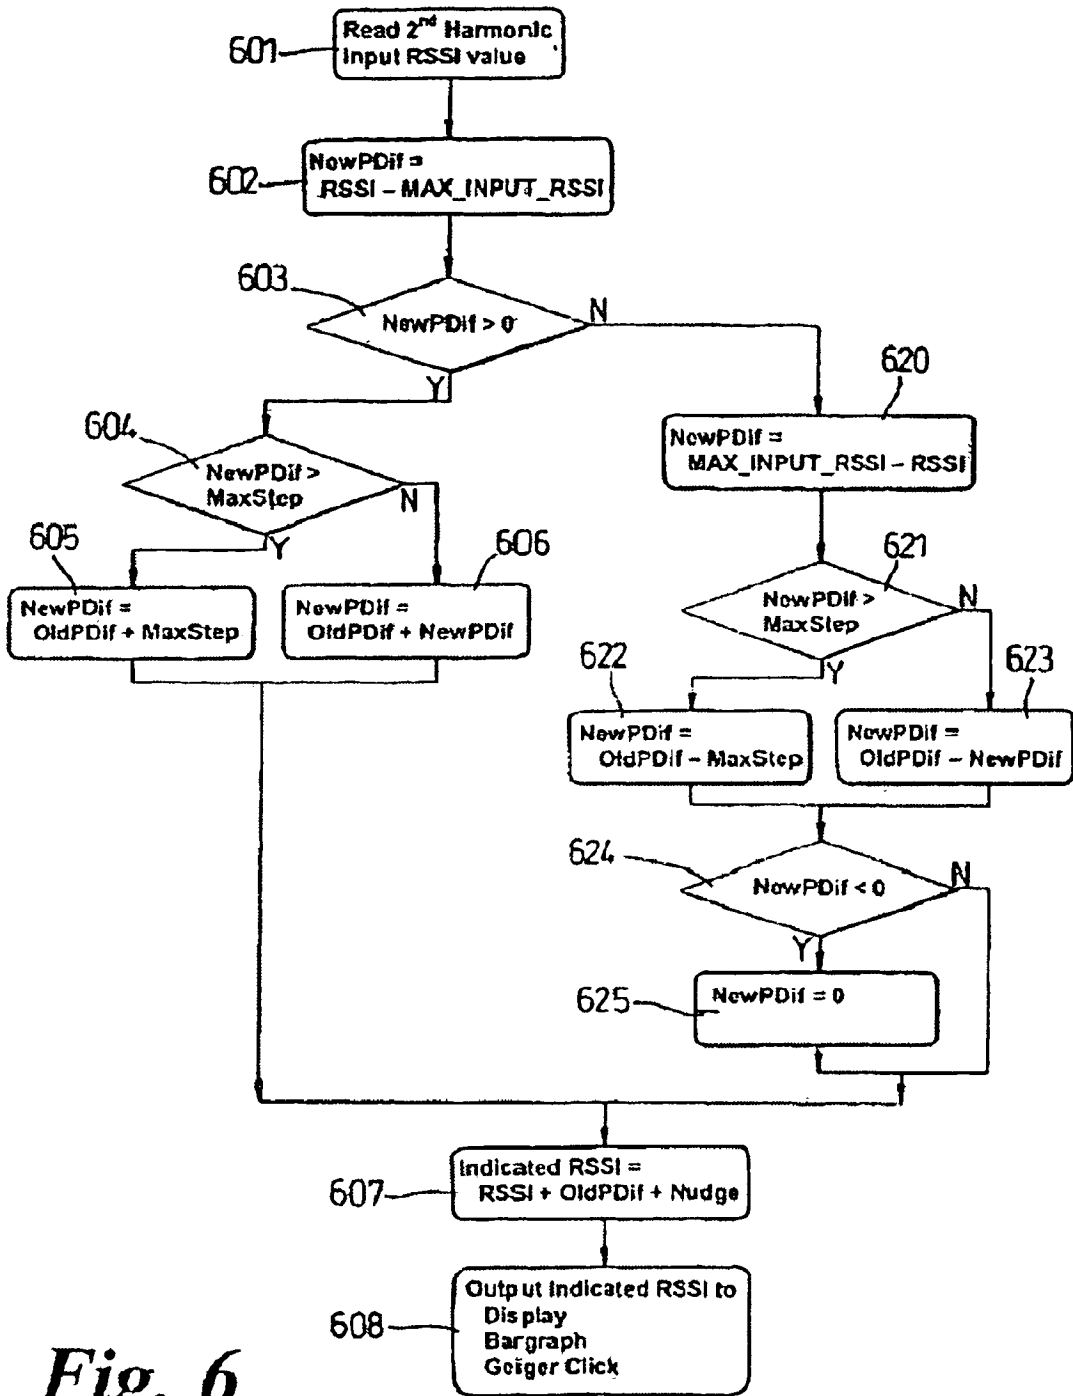 601
Read 2nd Harmonic
Input RSSI value
602
NewPDif =
RSSI – MAX_INPUT_RSSI
603
NewPDif > 0
N
Y
604
NewPDif >
MaxStep
N
Y
605
NewPDif =
OldPDif + MaxStep
606
NewPDif =
OldPDif + NewPDif
620
NewPDif =
MAX_INPUT_RSSI – RSSI
621
NewPDif >
MaxStep
N
Y
622
NewPDif =
OldPDif – MaxStep
623
NewPDif =
OldPDif – NewPDif
624
NewPDif < 0
N
Y
625
NewPDif = 0
607
Indicated RSSI =
RSSI + OldPDif + Nudge
608
Output Indicated RSSI to
Display
Bargraph
Geiger Click
Fig. 6